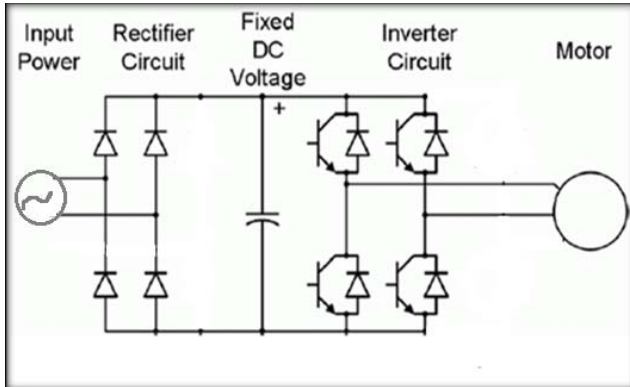 Input
Power
Rectifier
Circuit
Fixed
DC
Voltage
+
Inverter
Circuit
Motor